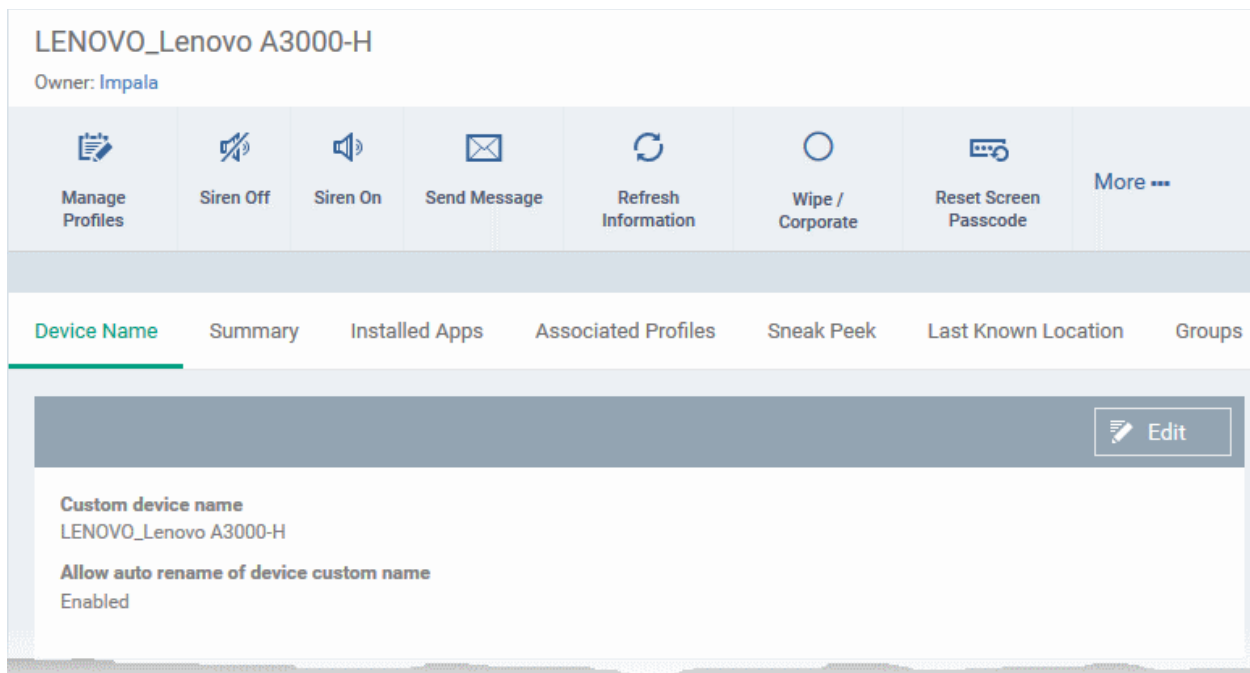 LENOVO_Lenovo A3000-H
Owner: Impala
Manage
Profiles
Siren Off
Siren On
Send Message
Refresh
Information
Wipe /
Corporate
Reset Screen
Passcode
More
Device Name
Summary
Installed Apps
Associated Profiles
Sneak Peek
Last Known Location
Groups
Edit
Custom device name
LENOVO_Lenovo A3000-H
Allow auto rename of device custom name
Enabled